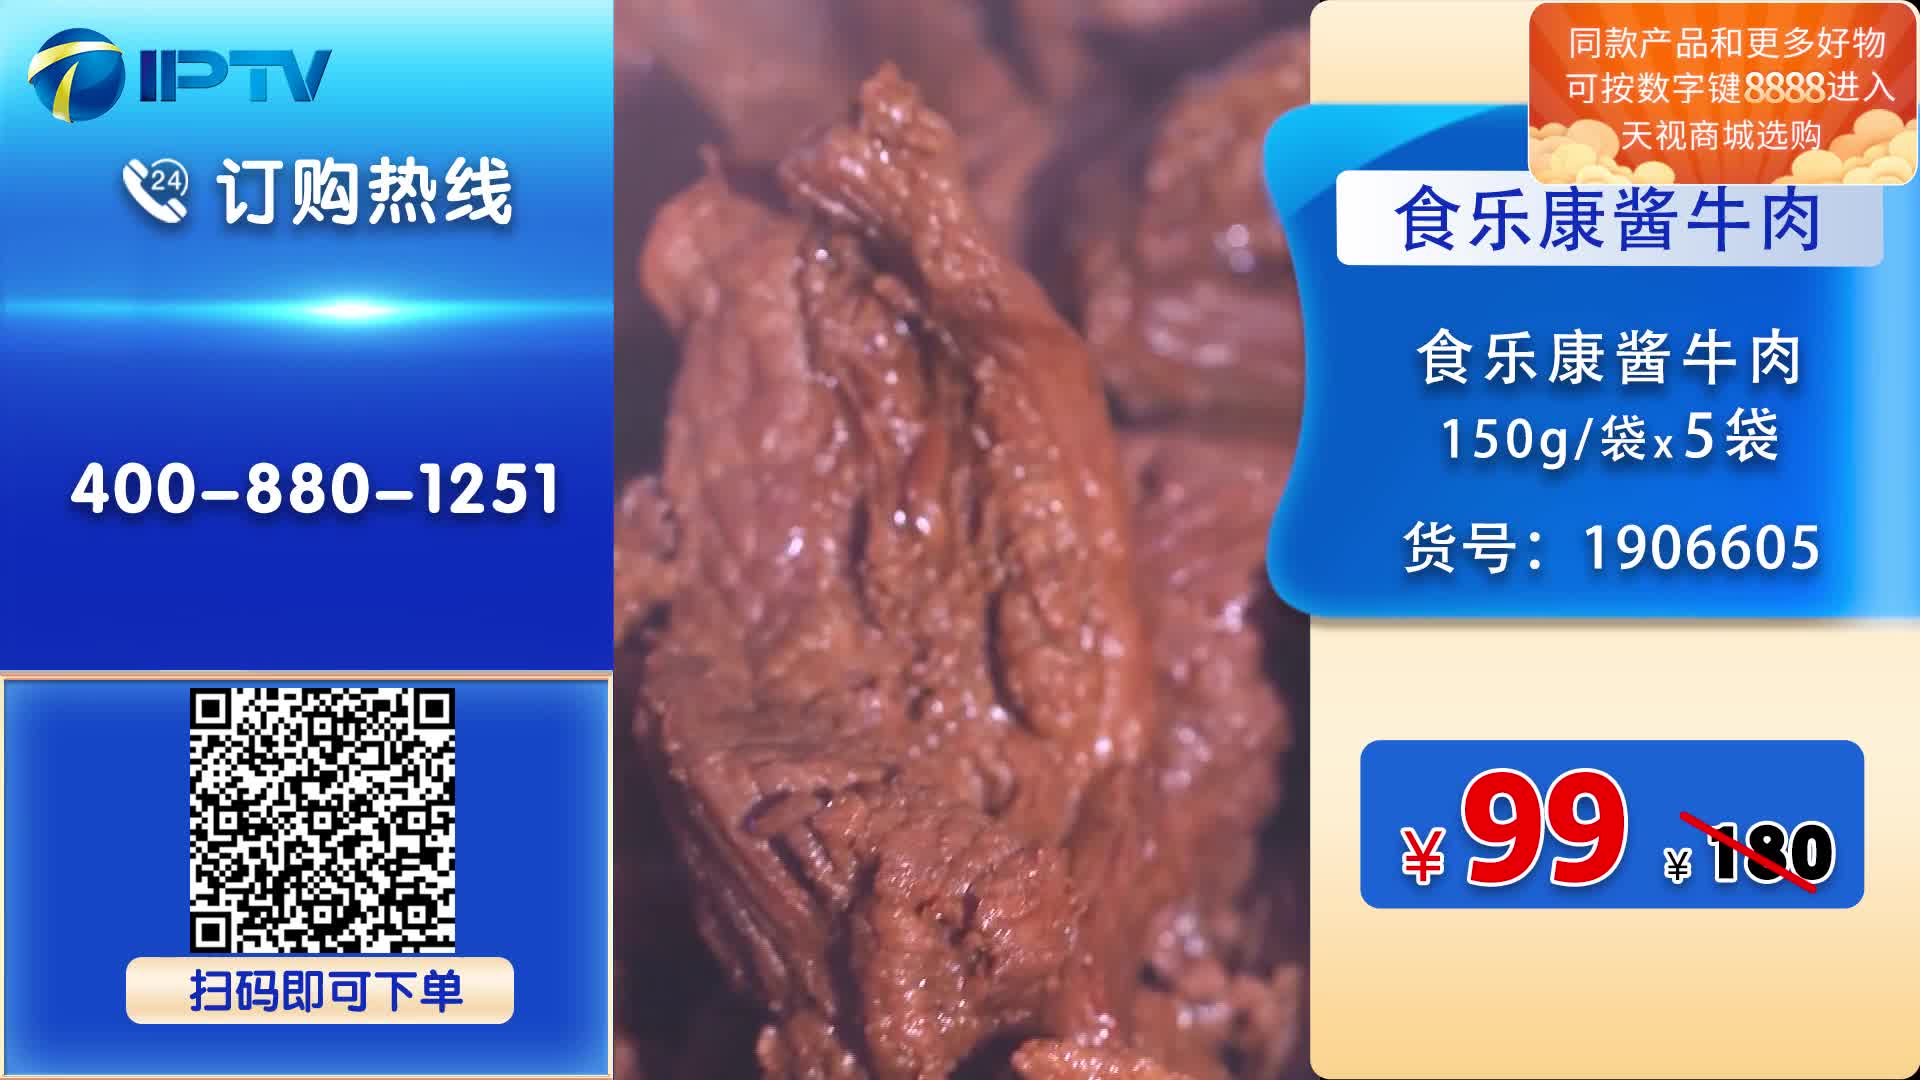 IPTV
24
订购热线
400-880-1251
扫码即可下单
同款产品和更多好物
可按数字键8888进入
天视商城选购
食乐康酱牛肉
食乐康酱牛肉
150g/袋x5袋
货号：1906605
¥99 ¥180